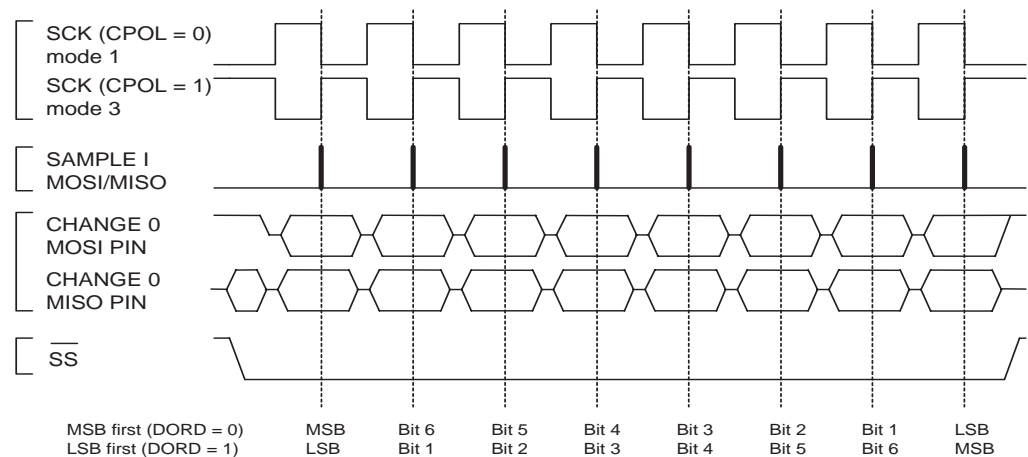 SCK (CPOL = 0)
mode 1
SCK (CPOL = 1)
mode 3
SAMPLE I
MOSI/MISO
CHANGE 0
MOSI PIN
CHANGE 0
MISO PIN
SS
MSB first (DORD = 0) MSB Bit 6 Bit 5 Bit 4 Bit 3 Bit 2 Bit 1 LSB
LSB first (DORD = 1) LSB Bit 1 Bit 2 Bit 3 Bit 4 Bit 5 Bit 6 MSB